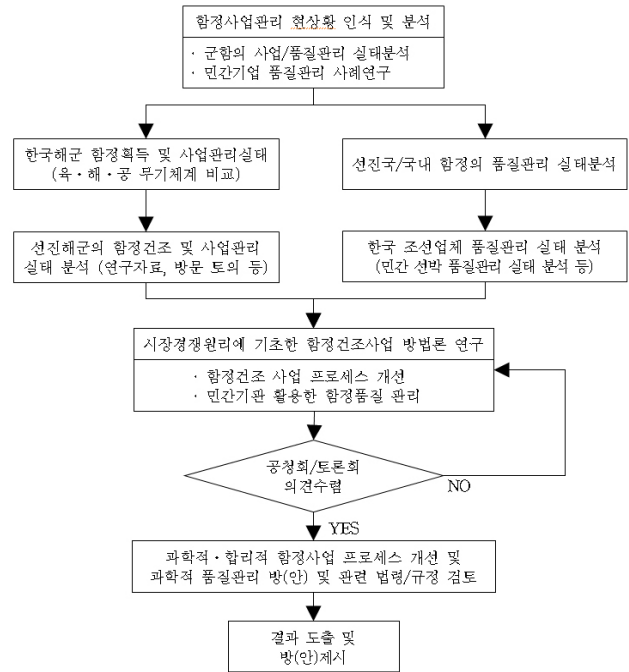 함정사업관리 현상황 인식 및 분석
· 군함의 사업/품질관리 실태분석
· 민간기업 품질관리 사례연구
한국해군 함정획득 및 사업관리실태
(육·해·공 무기체계 비교)
선진국/국내 함정의 품질관리 실태분석
선진해군의 함정건조 및 사업관리
실태 분석 (연구자료, 방문 토의 등)
한국 조선업체 품질관리 실태 분석
(민간 선박 품질관리 실태 분석 등)
시장경쟁원리에 기초한 함정건조사업 방법론 연구
· 함정건조 사업 프로세스 개선
· 민간기관 활용한 함정품질 관리
공청회/토론회
의견수렴
NO
YES
과학적·합리적 함정사업 프로세스 개선 및
과학적 품질관리 방(안) 및 관련 법령/규정 검토
결과 도출 및
방(안)제시